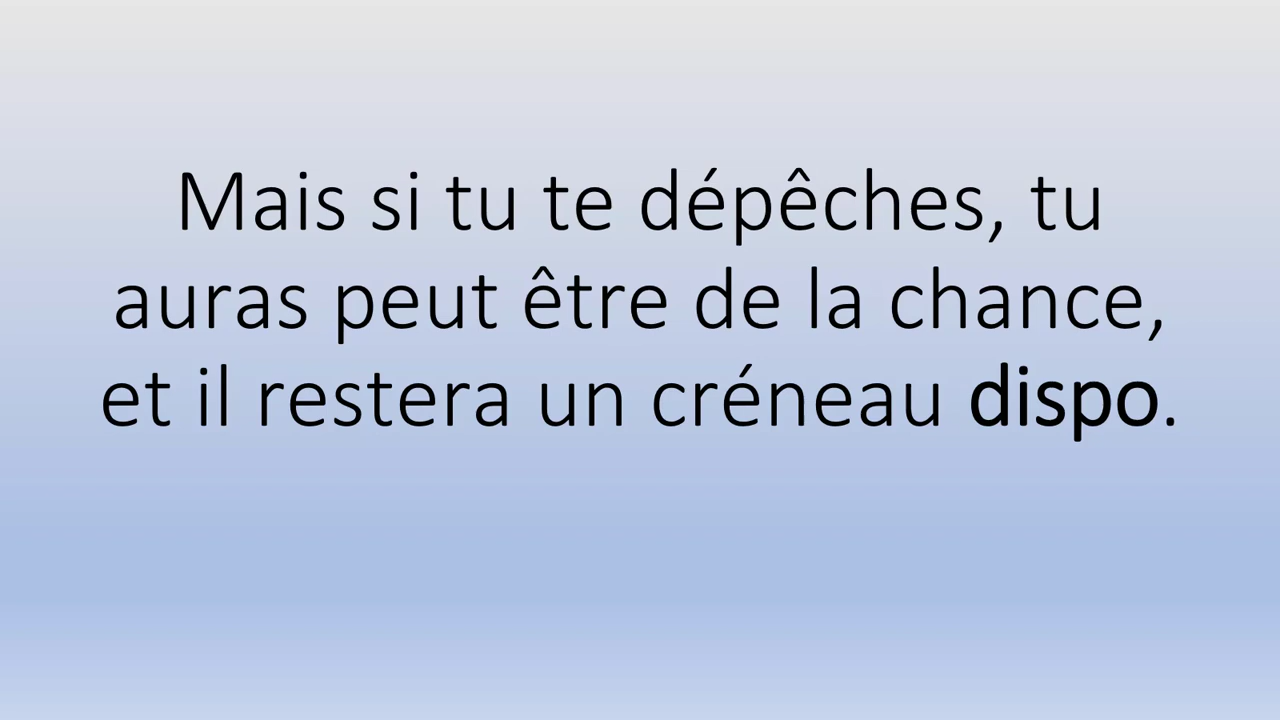 Mais si tu te dépêches, tu
auras peut être de la chance,
et il restera un créneau dispo.